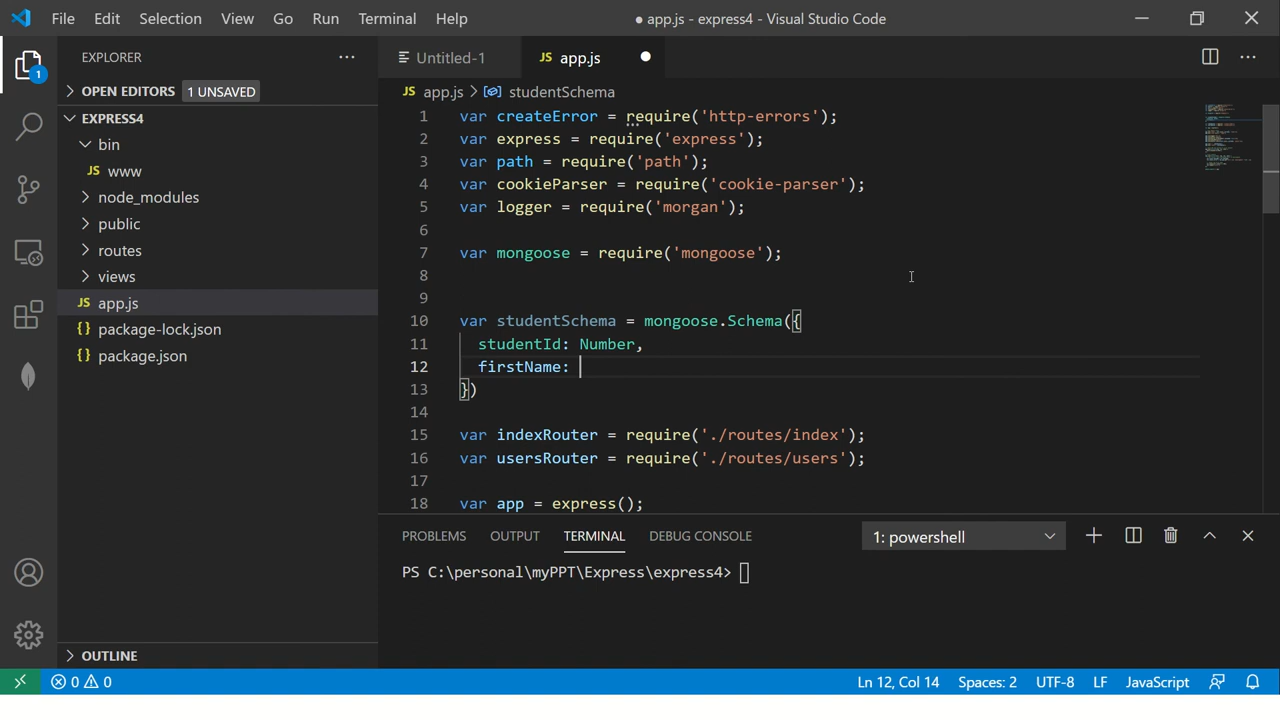 File Edit Selection View Go Run Terminal Help ● app.js - express4 - Visual Studio Code
EXPLORER ···
Untitled-1 JS app.js ●
OPEN EDITORS 1 UNSAVED
JS app.js > studentSchema
EXPRESS4
bin
JS www
node_modules
public
routes
views
JS app.js
{} package-lock.json
{} package.json
OUTLINE
1 var createError = require('http-errors');
2 var express = require('express');
3 var path = require('path');
4 var cookieParser = require('cookie-parser');
5 var logger = require('morgan');
6
7 var mongoose = require('mongoose');
8
9
10 var studentSchema = mongoose.Schema({
11 studentId: Number,
12 firstName:
13 })
14
15 var indexRouter = require('./routes/index');
16 var usersRouter = require('./routes/users');
17
18 var app = express();
PROBLEMS OUTPUT TERMINAL DEBUG CONSOLE 1: powershell
PS C:\personal\myPPT\Express\express4>
0 0 Ln 12, Col 14 Spaces: 2 UTF-8 LF JavaScript
1